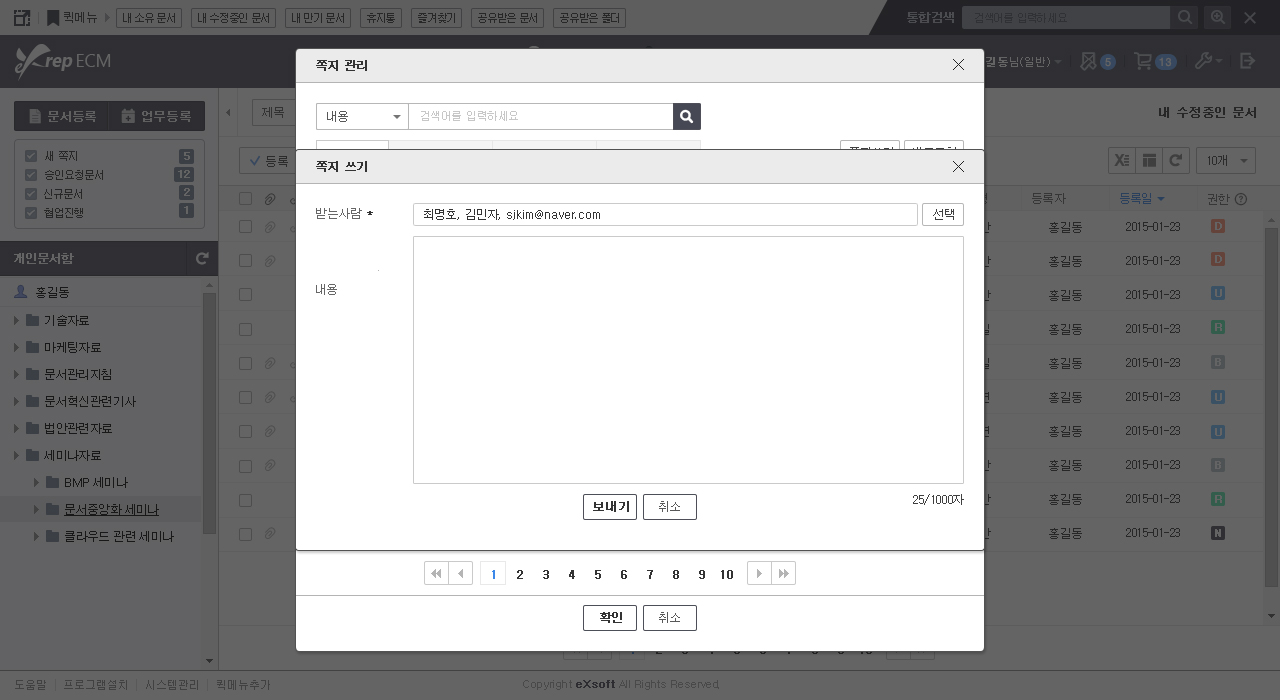 퀵메뉴 내 소유 문서 내 수정중인 문서 내 만기 문서 휴지통 즐겨찾기 공유받은 문서 공유받은 폴더 통합검색 검색어를 입력하세요
eXrep ECM
길동님(일반) 5 13
문서등록 업무등록
새 쪽지 5
승인요청문서 12
신규문서 2
협업진행 1
개인문서함
홍길동
기술자료
마케팅자료
문서관리지침
문서혁신관련기사
법안관련자료
세미나자료
BMP 세미나
문서중앙화 세미나
클라우드 관련 세미나
제목
내 수정중인 문서
등록
10개
등록자 등록일 권한
홍길동 2015-01-23 D
홍길동 2015-01-23 D
홍길동 2015-01-23 U
홍길동 2015-01-23 R
홍길동 2015-01-23 B
홍길동 2015-01-23 U
홍길동 2015-01-23 U
홍길동 2015-01-23 B
홍길동 2015-01-23 R
홍길동 2015-01-23 N
쪽지 관리
내용 검색어를 입력하세요
쪽지 쓰기
받는사람 *
최명호, 김민자, sjkim@naver.com
선택
내용
25/1000자
보내기 취소
1 2 3 4 5 6 7 8 9 10
확인 취소
도움말 프로그램설치 시스템관리 퀵메뉴추가
Copyright eXsoft All Rights Reserved.